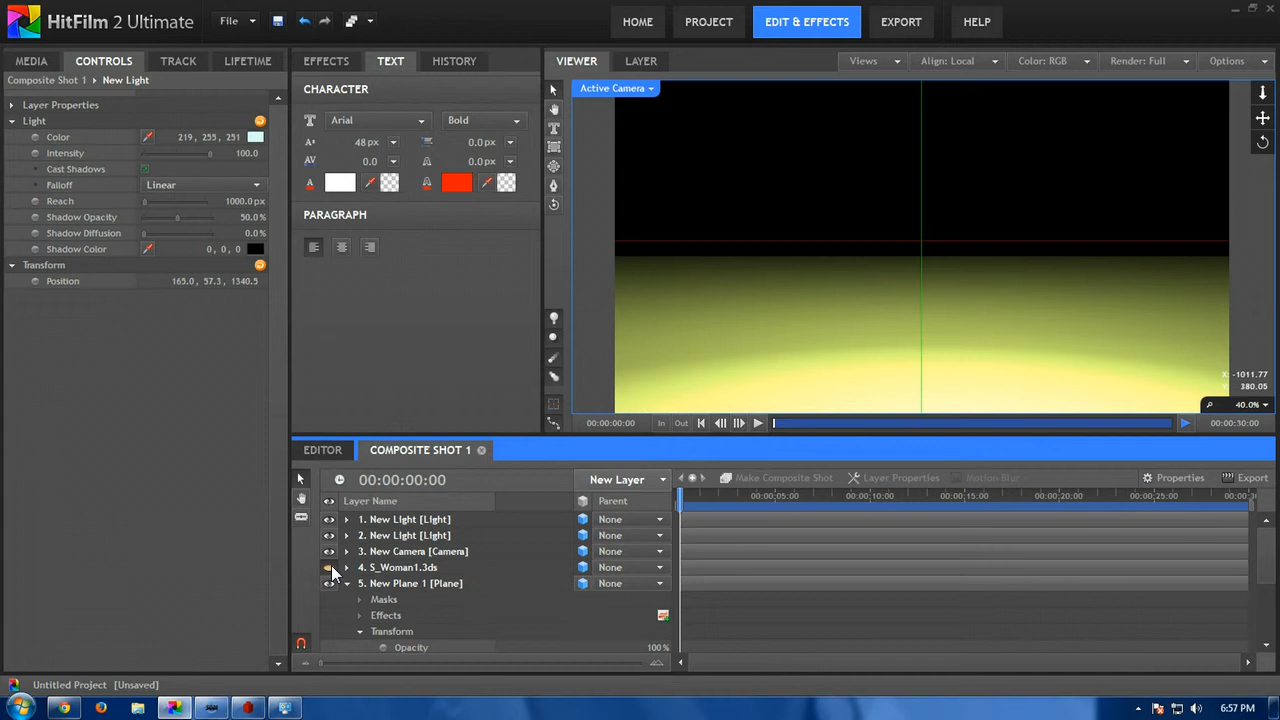 HitFilm 2 Ultimate
File
HOME
PROJECT
EDIT & EFFECTS
EXPORT
HELP
MEDIA
CONTROLS
TRACK
LIFETIME
EFFECTS
TEXT
HISTORY
VIEWER
LAYER
Views
Align: Local
Color: RGB
Render: Full
Options
Composite Shot 1 New Light
Layer Properties
Light
Color 219, 255, 251
Intensity 100.0
Cast Shadows
Falloff Linear
Reach 1000.0px
Shadow Opacity 50.0%
Shadow Diffusion 0.0%
Shadow Color 0, 0, 0
Transform
Position 165.0, 57.3, 1340.5
CHARACTER
Arial Bold
48px 0.0px
0.0 0.0px
PARAGRAPH
Active Camera
X: -1011.77
Y: 380.05
40.0%
00:00:00:00
In Out
00:00:30:00
EDITOR
COMPOSITE SHOT 1
00:00:00:00
New Layer
Make Composite Shot
Layer Properties
Motion Blur
Properties
Export
Layer Name Parent
00:00:05:00 00:00:10:00 00:00:15:00 00:00:20:00 00:00:25:00 00:00:3
1. New Light [Light] None
2. New Light [Light] None
3. New Camera [Camera] None
4. S_Woman1.3ds None
5. New Plane 1 [Plane] None
Masks
Effects
Transform
Opacity 100%
Untitled Project [Unsaved]
6:57 PM